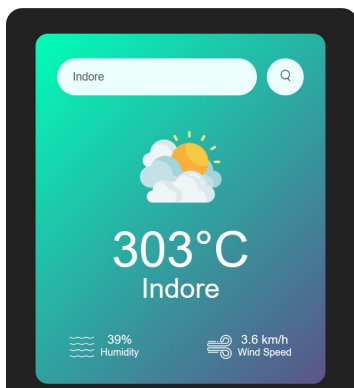 Indore
303°C
Indore
39%
Humidity
3.6 km/h
Wind Speed